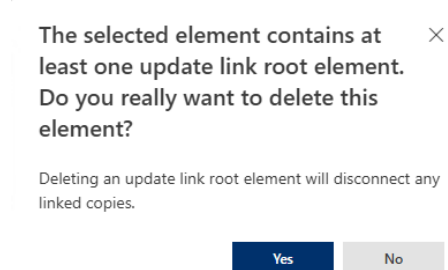 The selected element contains at
least one update link root element.
Do you really want to delete this
element?
Deleting an update link root element will disconnect any
linked copies.
Yes No